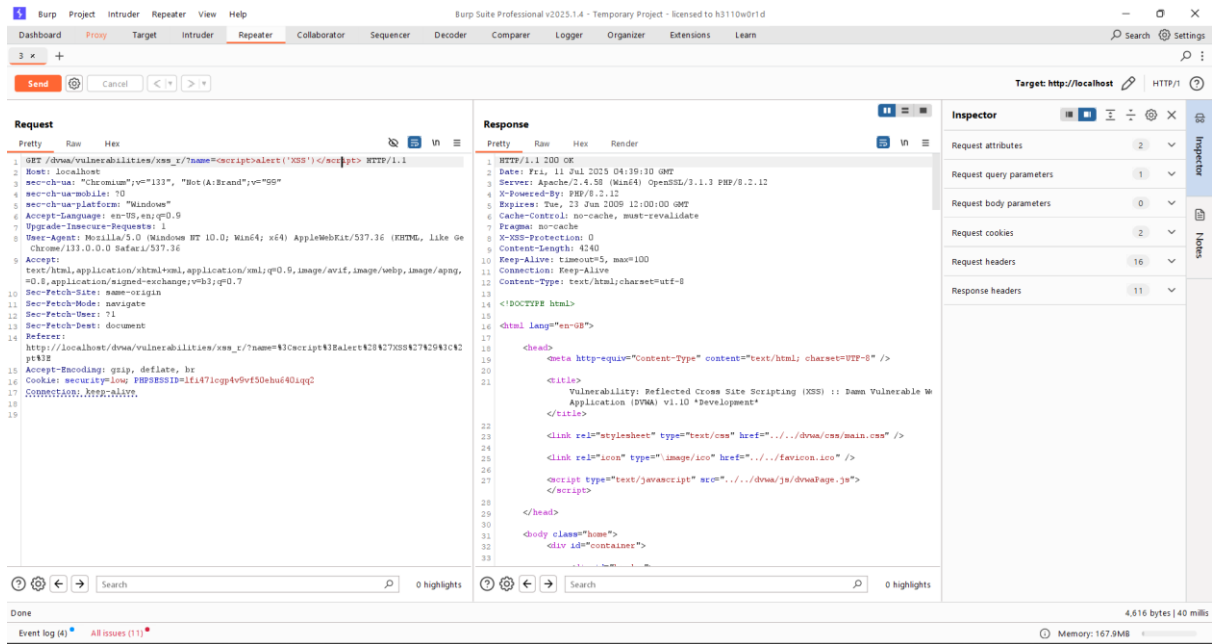 Burp Project Intruder Repeater View Help
Burp Suite Professional v2025.1.4 - Temporary Project - licensed to h3110w0r1d
Dashboard Proxy Target Intruder Repeater Collaborator Sequencer Decoder Comparer Logger Organizer Extensions Learn
Search Settings
3 × +
Send Cancel < >
Target: http://localhost HTTP/1
Request
Pretty Raw Hex
1 GET /dvwa/vulnerabilities/xss_r/?name=<script>alert('XSS')</script> HTTP/1.1
2 Host: localhost
3 sec-ch-ua: "Chromium";v="133", "Not(A:Brand";v="99"
4 sec-ch-ua-mobile: ?0
5 sec-ch-ua-platform: "Windows"
6 Accept-Language: en-US,en;q=0.9
7 Upgrade-Insecure-Requests: 1
8 User-Agent: Mozilla/5.0 (Windows NT 10.0; Win64; x64) AppleWebKit/537.36 (KHTML, like Ge
Chrome/133.0.0.0 Safari/537.36
9 Accept:
text/html,application/xhtml+xml,application/xml;q=0.9,image/avif,image/webp,image/apng,
=0.8,application/signed-exchange;v=b3;q=0.7
10 Sec-Fetch-Site: same-origin
11 Sec-Fetch-Mode: navigate
12 Sec-Fetch-User: ?1
13 Sec-Fetch-Dest: document
14 Referer:
http://localhost/dvwa/vulnerabilities/xss_r/?name=%3Cscript%3Ealert%28%27XSS%27%29%3C%2
pt%3E
15 Accept-Encoding: gzip, deflate, br
16 Cookie: security=low; PHPSESSID=lfi47lcgp4v9vf50ehu640iqq2
17 Connection: keep-alive
18
19
Search 0 highlights
Response
Pretty Raw Hex Render
1 HTTP/1.1 200 OK
2 Date: Fri, 11 Jul 2025 04:39:30 GMT
3 Server: Apache/2.4.58 (Win64) OpenSSL/3.1.3 PHP/8.2.12
4 X-Powered-By: PHP/8.2.12
5 Expires: Tue, 23 Jun 2009 12:00:00 GMT
6 Cache-Control: no-cache, must-revalidate
7 Pragma: no-cache
8 X-XSS-Protection: 0
9 Content-Length: 4240
10 Keep-Alive: timeout=5, max=100
11 Connection: Keep-Alive
12 Content-Type: text/html;charset=utf-8
13
14 <!DOCTYPE html>
15
16 <html lang="en-GB">
17
18 <head>
19 <meta http-equiv="Content-Type" content="text/html; charset=UTF-8" />
20
21 <title>
Vulnerability: Reflected Cross Site Scripting (XSS) :: Damn Vulnerable We
Application (DVWA) v1.10 *Development*
</title>
22
23 <link rel="stylesheet" type="text/css" href="../../dvwa/css/main.css" />
24
25 <link rel="icon" type="\image/ico" href="../../favicon.ico" />
26
27 <script type="text/javascript" src="../../dvwa/js/dvwaPage.js">
</script>
28
29 </head>
30
31 <body class="home">
32 <div id="container">
33
Search 0 highlights
Inspector
Request attributes 2
Request query parameters 1
Request body parameters 0
Request cookies 2
Request headers 16
Response headers 11
Inspector
Notes
Done
4,616 bytes | 40 millis
Event log (4) All issues (11)
Memory: 167.9MB